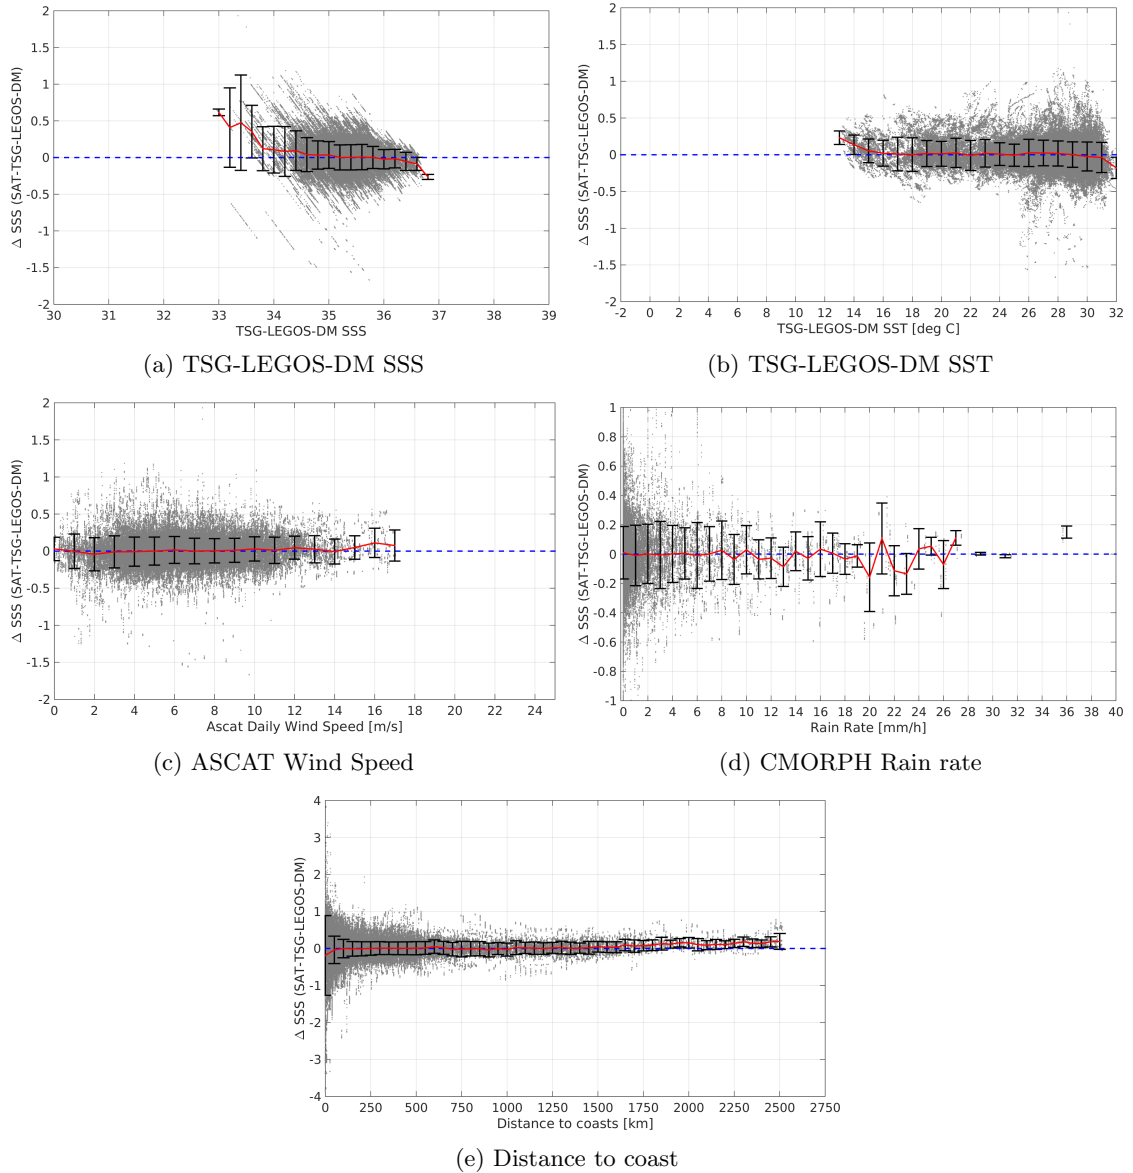 2
1.5
1
0.5
0
-0.5
-1
-1.5
-2
Δ SSS (SAT-TSG-LEGOS-DM)
30 31 32 33 34 35 36 37 38 39
TSG-LEGOS-DM SSS
(a) TSG-LEGOS-DM SSS
2
1.5
1
0.5
0
-0.5
-1
-1.5
-2
Δ SSS (SAT-TSG-LEGOS-DM)
-2 0 2 4 6 8 10 12 14 16 18 20 22 24 26 28 30 32
TSG-LEGOS-DM SST [deg C]
(b) TSG-LEGOS-DM SST
2
1.5
1
0.5
0
-0.5
-1
-1.5
-2
Δ SSS (SAT-TSG-LEGOS-DM)
0 2 4 6 8 10 12 14 16 18 20 22 24
Ascat Daily Wind Speed [m/s]
(c) ASCAT Wind Speed
1
0.8
0.6
0.4
0.2
0
-0.2
-0.4
-0.6
-0.8
-1
Δ SSS (SAT-TSG-LEGOS-DM)
0 2 4 6 8 10 12 14 16 18 20 22 24 26 28 30 32 34 36 38 40
Rain Rate [mm/h]
(d) CMORPH Rain rate
4
3
2
1
0
-1
-2
-3
-4
Δ SSS (SAT-TSG-LEGOS-DM)
0 250 500 750 1000 1250 1500 1750 2000 2250 2500 2750
Distance to coasts [km]
(e) Distance to coast